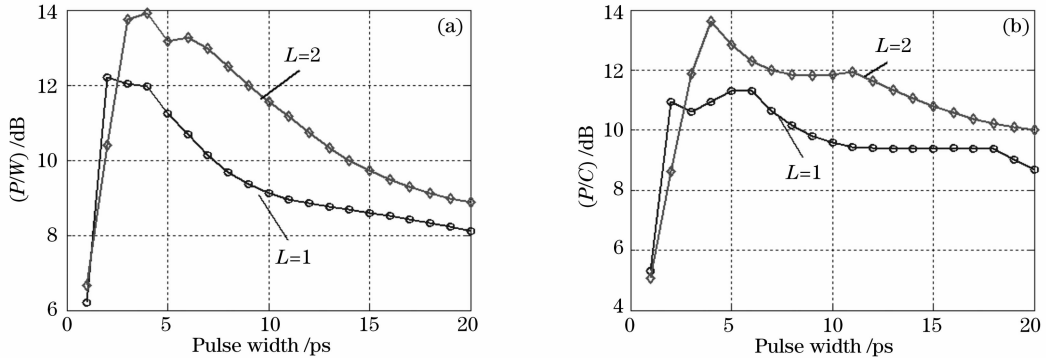 (a)
14
12
10
8
6
(P/W) /dB
L=2
L=1
0 5 10 15 20
Pulse width /ps
(b)
14
12
10
8
6
4
(P/C) /dB
L=2
L=1
0 5 10 15 20
Pulse width /ps